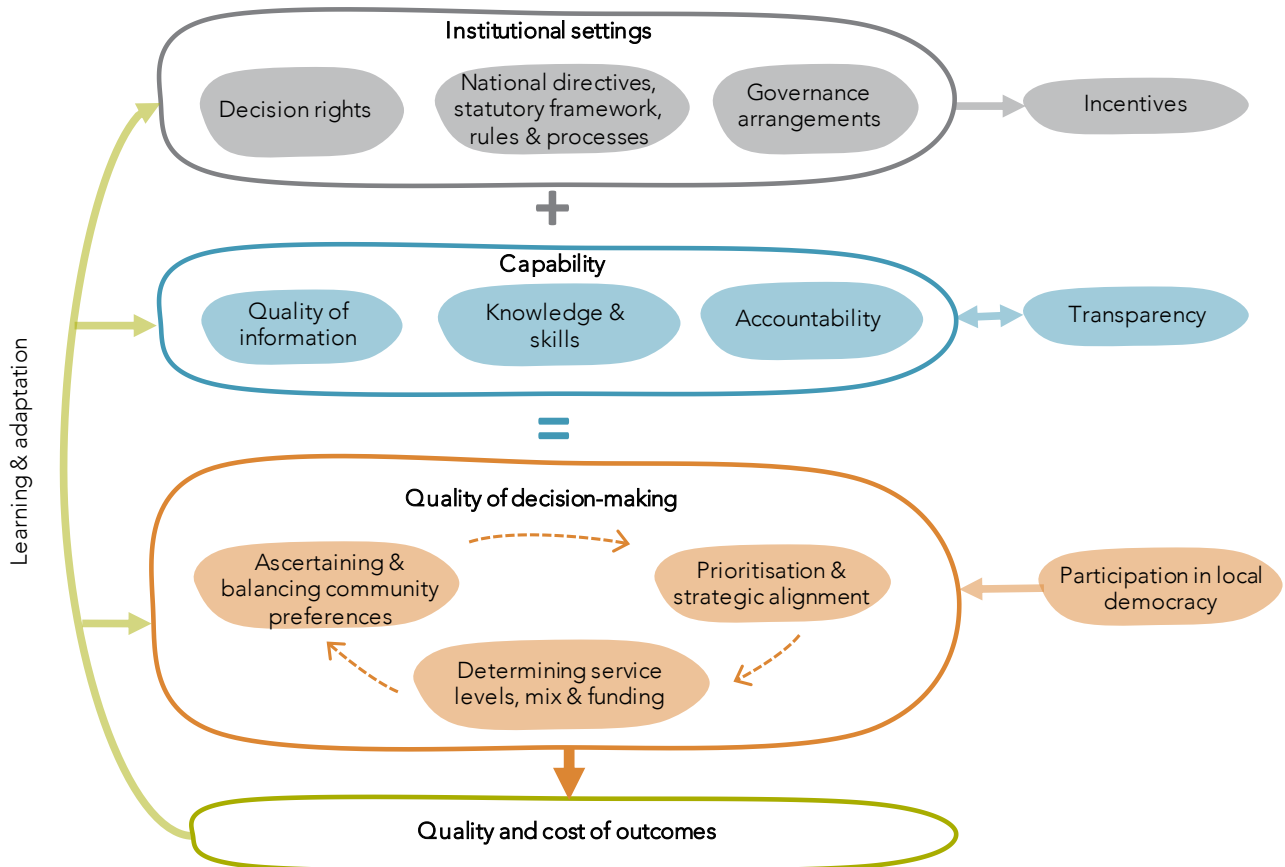 Institutional settings
Decision rights
National directives,
statutory framework,
rules & processes
Governance
arrangements
Incentives
+
Capability
Quality of
information
Knowledge &
skills
Accountability
Transparency
=
Learning & adaptation
Quality of decision-making
Ascertaining &
balancing community
preferences
Prioritisation &
strategic alignment
Determining service
levels, mix & funding
Participation in local
democracy
Quality and cost of outcomes